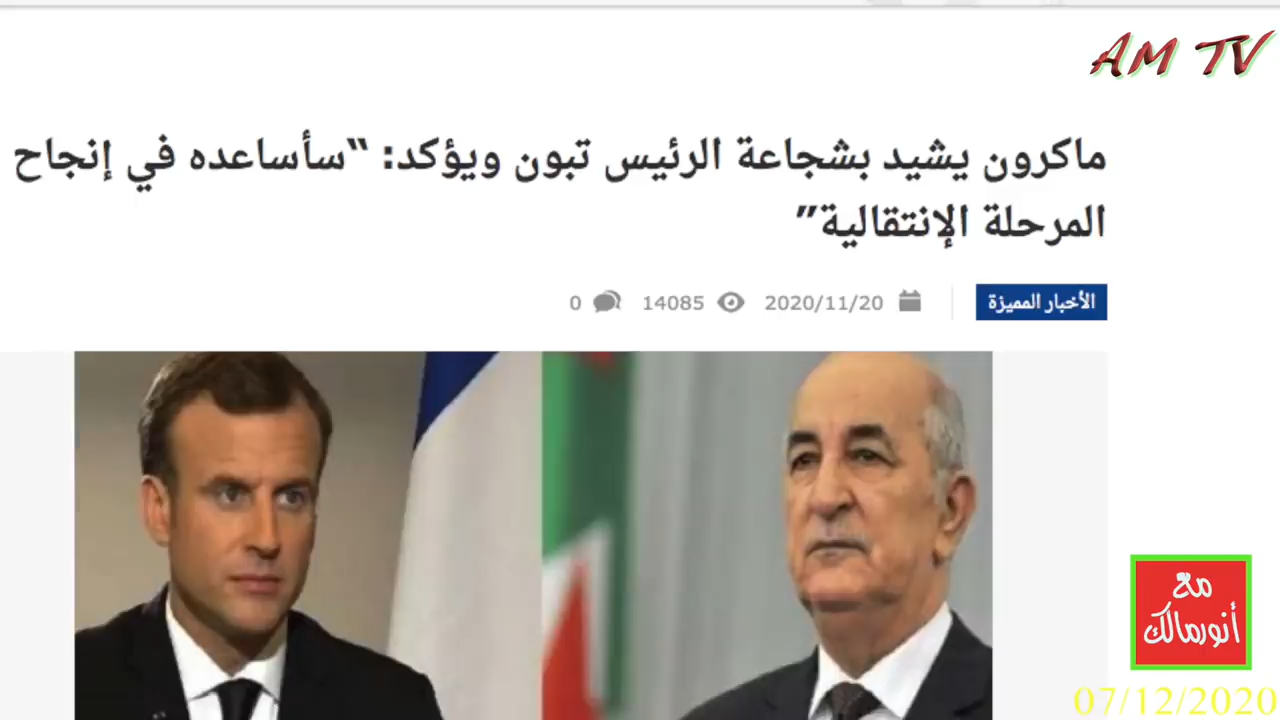 AM TV
ماكرون يشيد بشجاعة الرئيس تبون ويؤكد: “سأساعده في إنجاح
المرحلة الإنتقالية”
الأخبار المميزة 2020/11/20 14085 0
مع
أنورمالك
07/12/2020